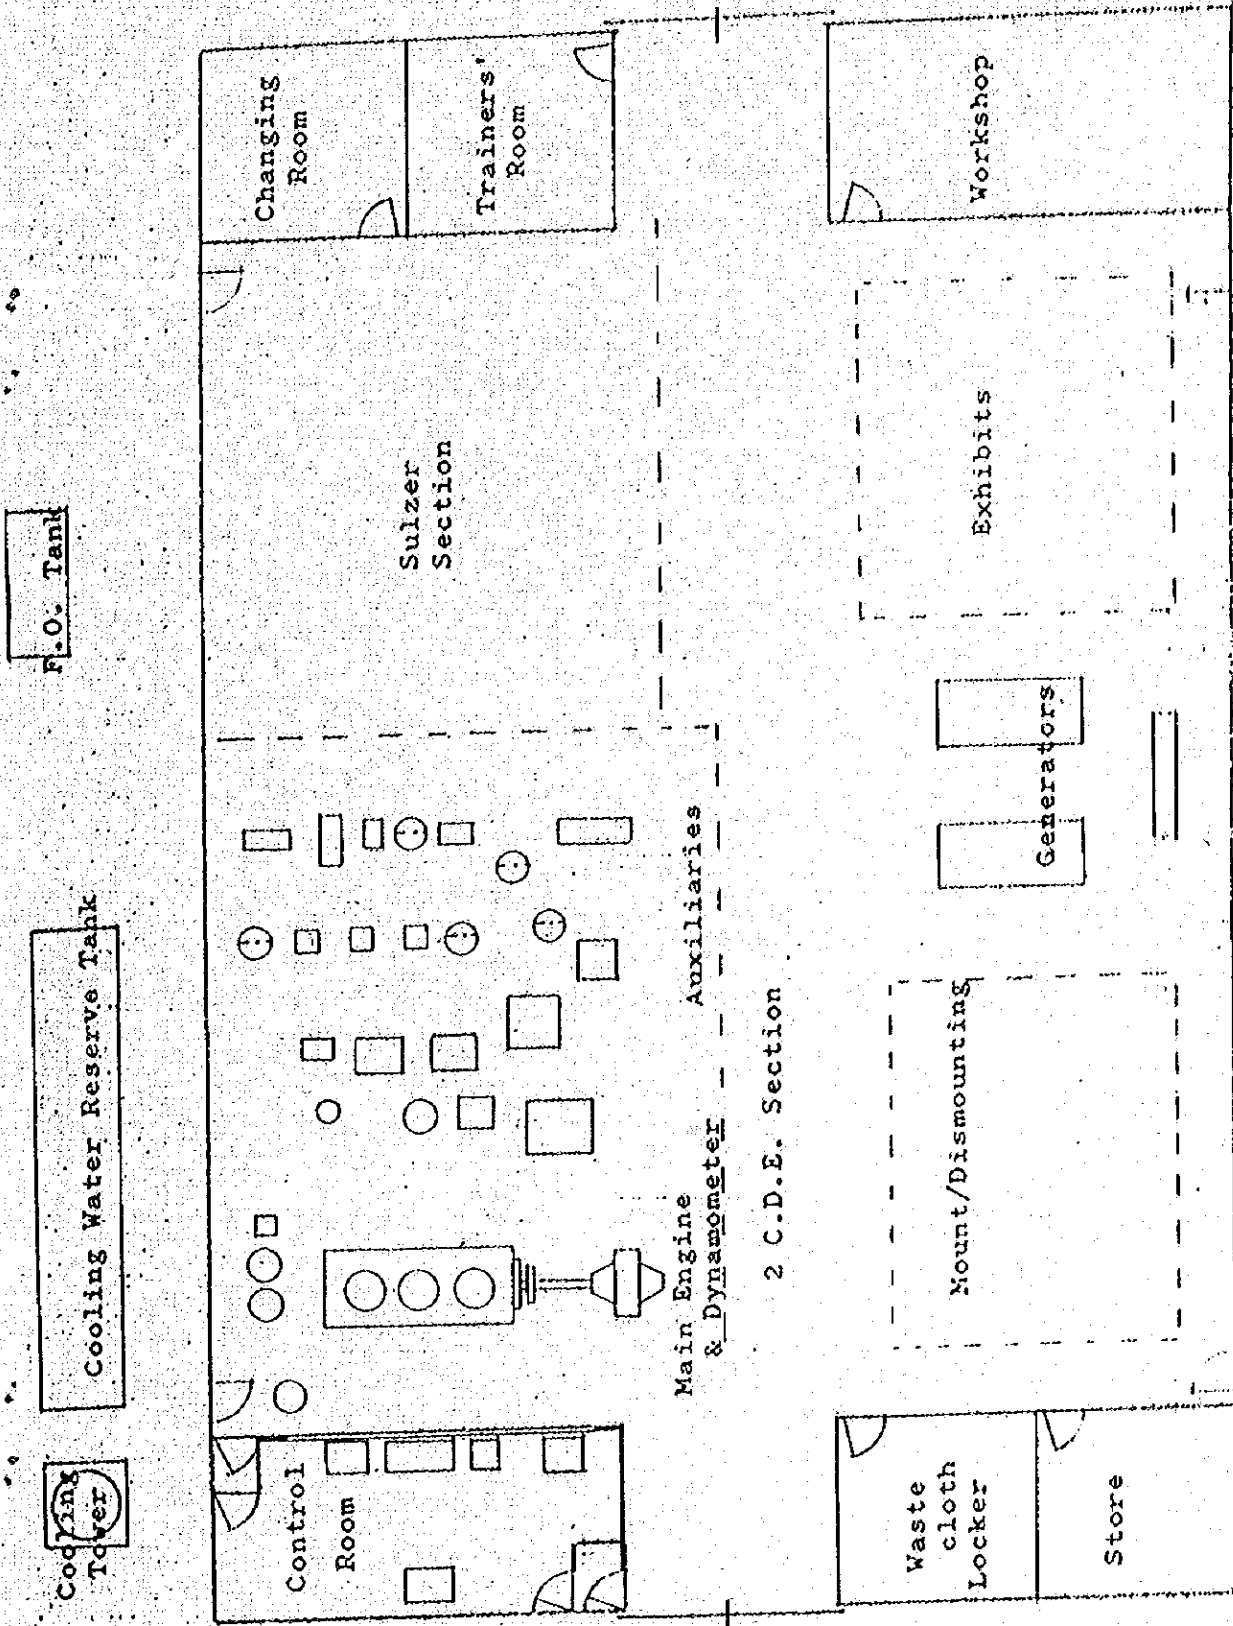 Cooling
Tower
Cooling Water Reserve Tank
F.O. Tank
Control
Room
Changing
Room
Trainers'
Room
Sulzer
Section
Auxiliaries
Main Engine
& Dynamometer
2 C.D.E. Section
Mount/Dismounting
Generators
Exhibits
Workshop
Waste
cloth
Locker
Store